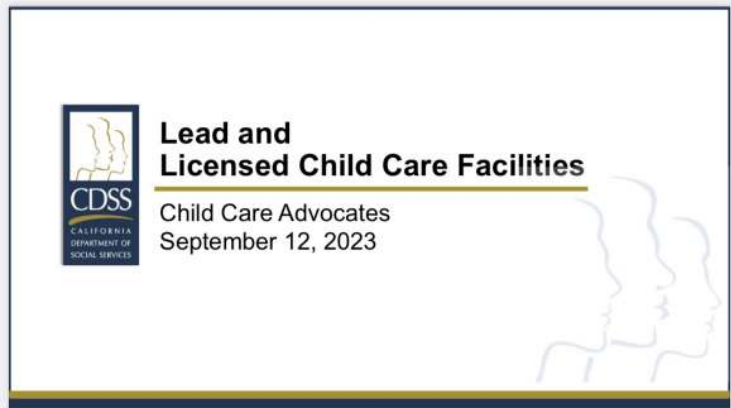 CDSS
CALIFORNIA
DEPARTMENT OF
SOCIAL SERVICES
Lead and
Licensed Child Care Facilities
Child Care Advocates
September 12, 2023